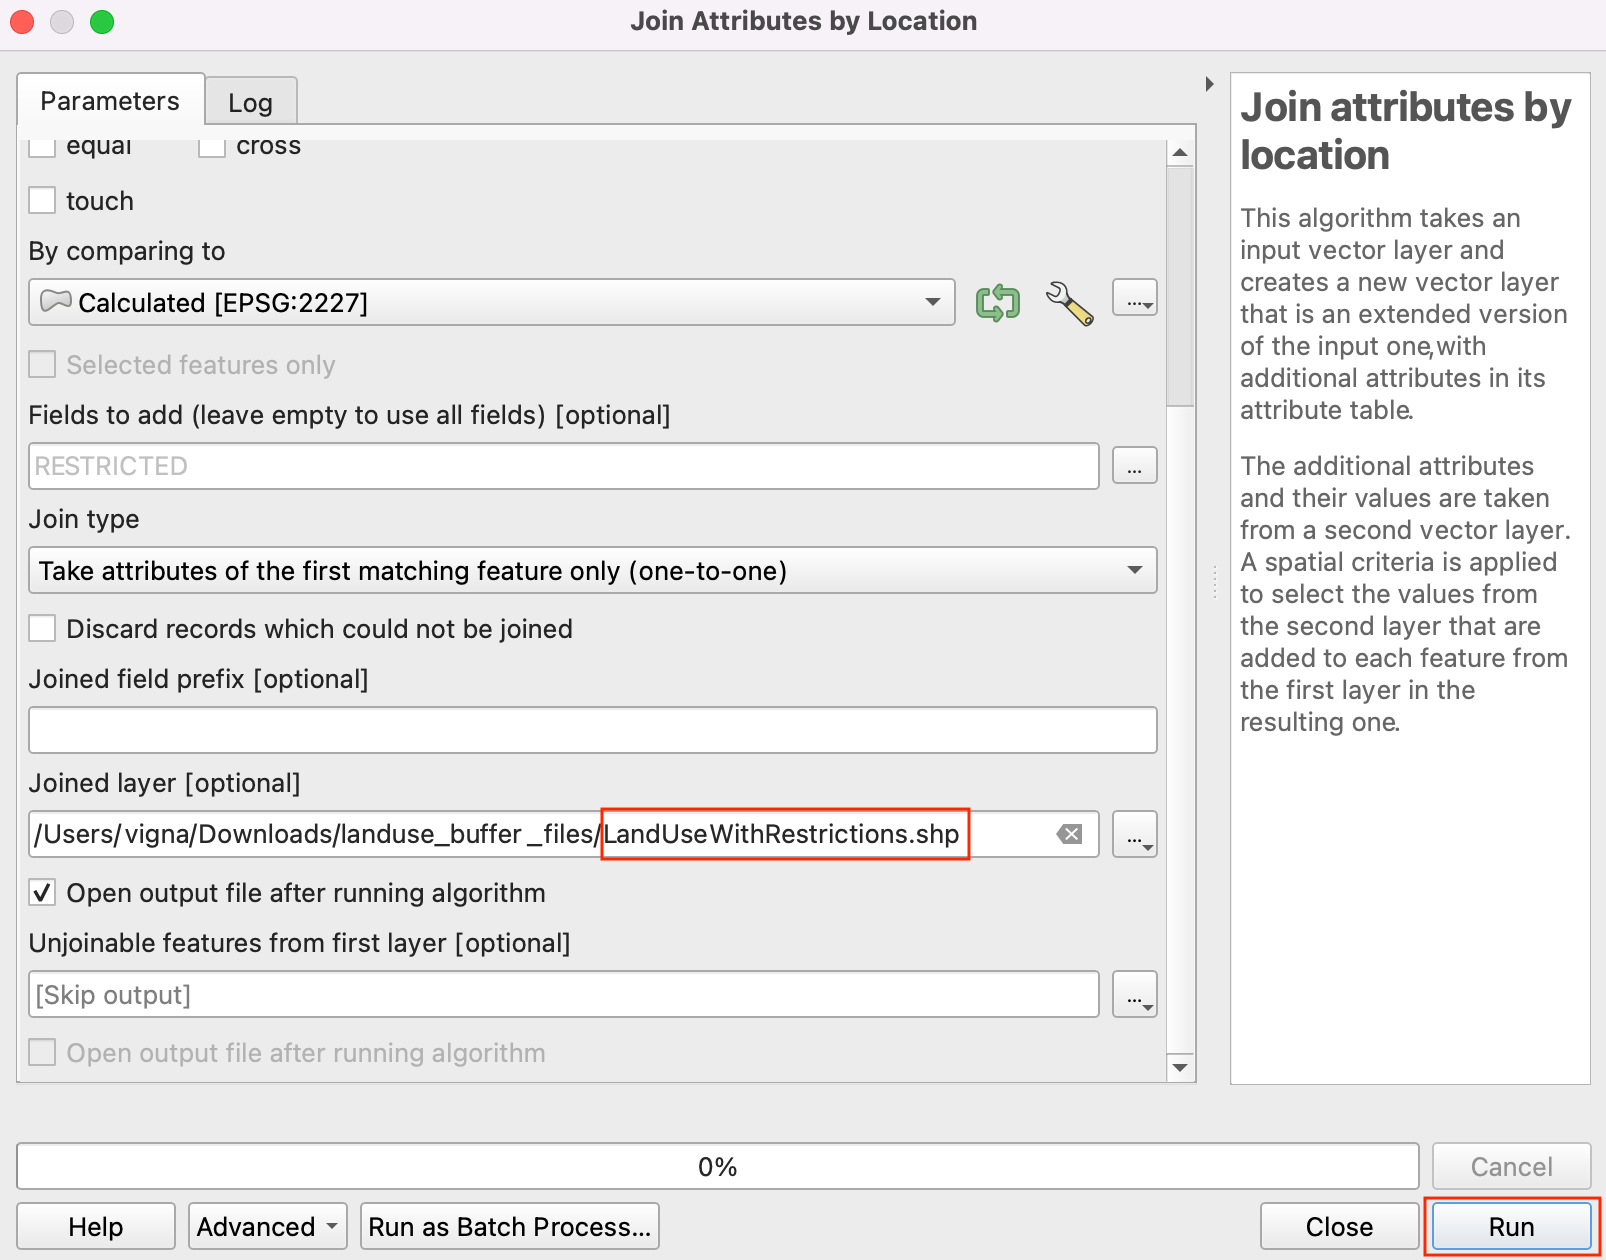 Join Attributes by Location
Parameters
Log
equal
cross
touch
By comparing to
Calculated [EPSG:2227]
...
Selected features only
Fields to add (leave empty to use all fields) [optional]
RESTRICTED
...
Join type
Take attributes of the first matching feature only (one-to-one)
Discard records which could not be joined
Joined field prefix [optional]
Joined layer [optional]
/Users/vigna/Downloads/landuse_buffer_files/LandUseWithRestrictions.shp
...
Open output file after running algorithm
Unjoinable features from first layer [optional]
[Skip output]
...
Open output file after running algorithm
Join attributes by
location
This algorithm takes an
input vector layer and
creates a new vector layer
that is an extended version
of the input one,with
additional attributes in its
attribute table.
The additional attributes
and their values are taken
from a second vector layer.
A spatial criteria is applied
to select the values from
the second layer that are
added to each feature from
the first layer in the
resulting one.
0%
Cancel
Help
Advanced
Run as Batch Process...
Close
Run